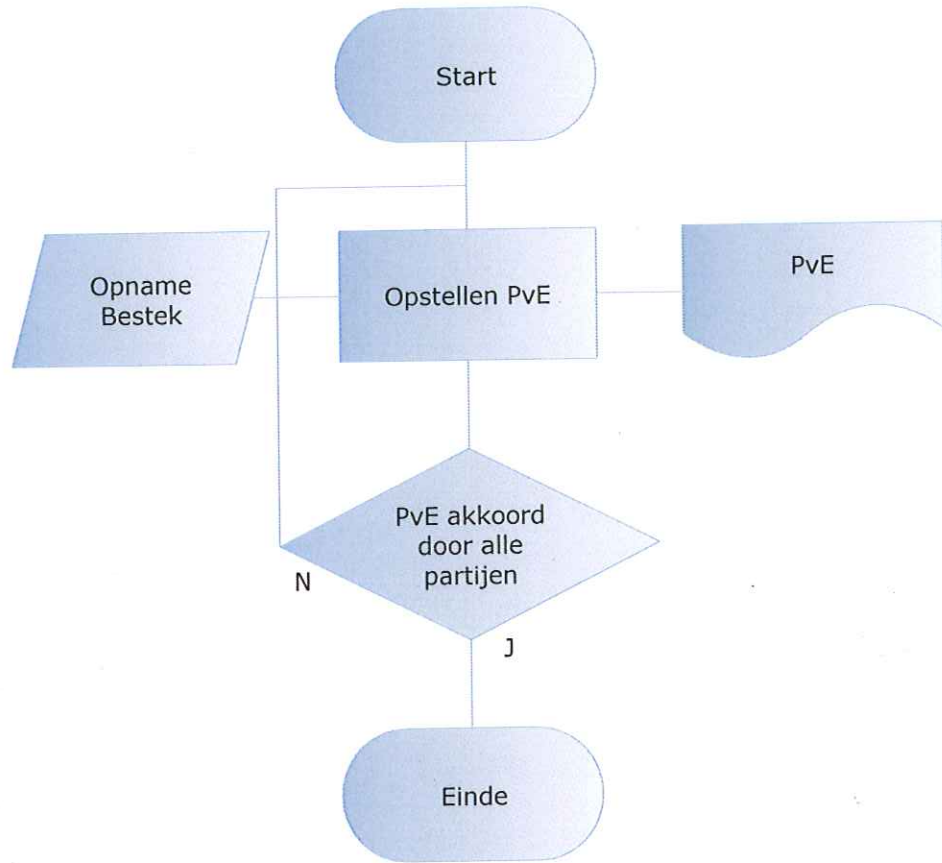 Start
Opname
Bestek
Opstellen PvE
PvE
PvE akkoord
door alle
partijen
N
J
Einde